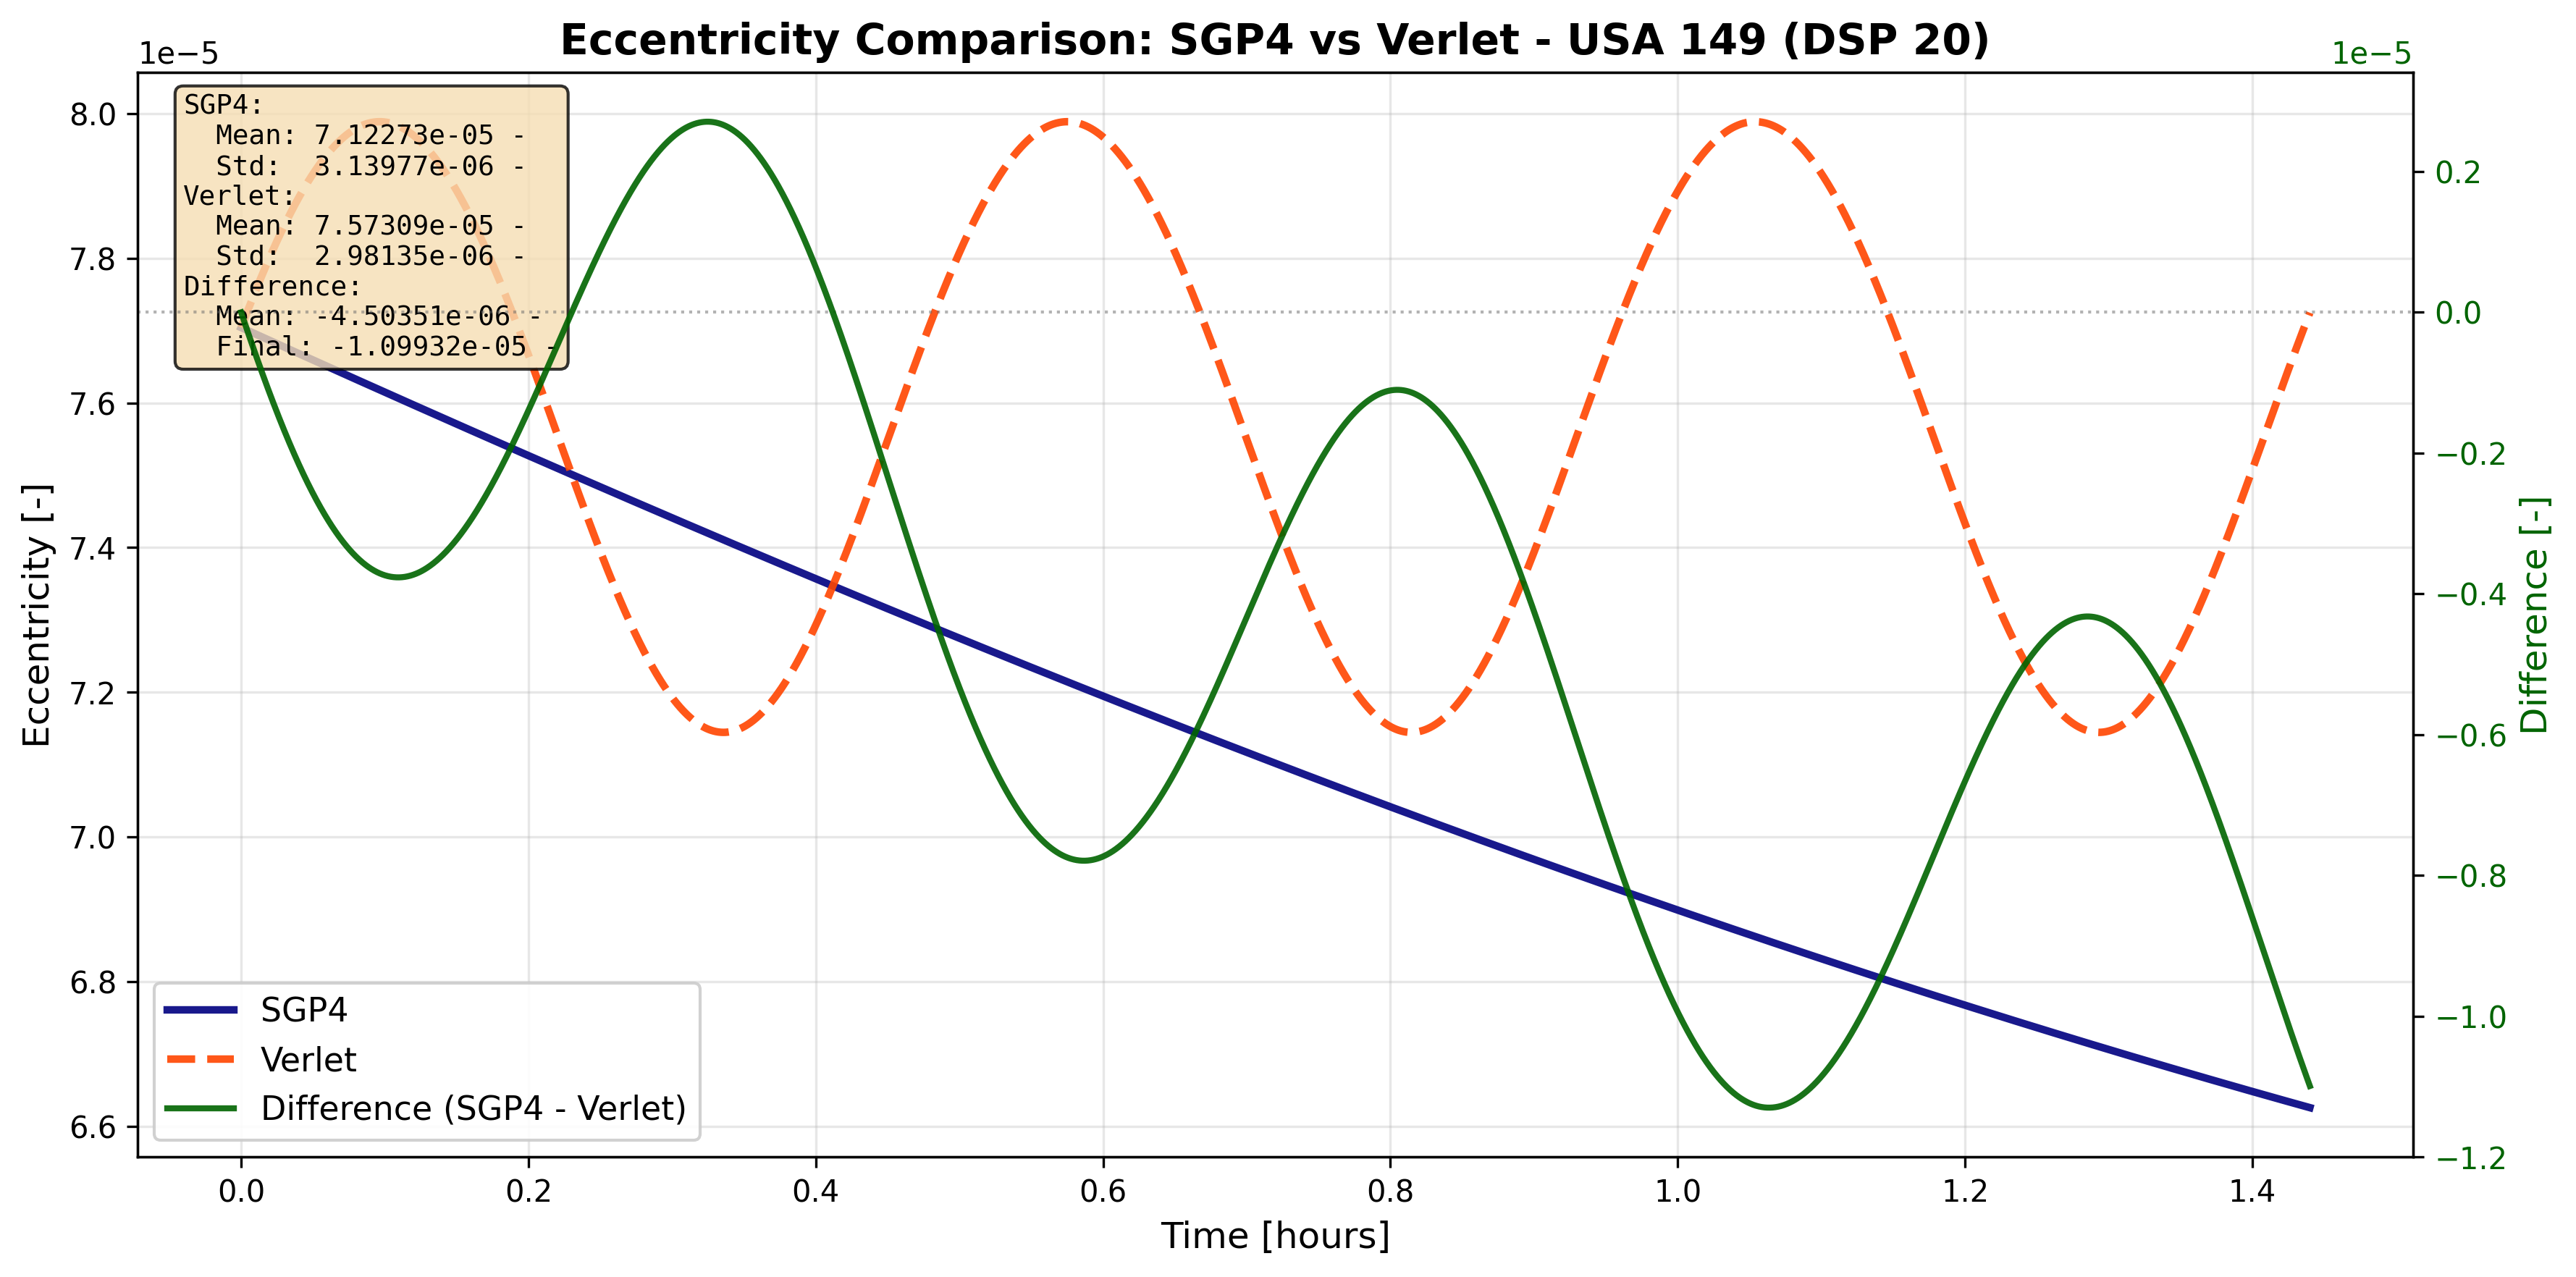 Eccentricity Comparison: SGP4 vs Verlet - USA 149 (DSP 20)
1e−5
1e−5
SGP4:
Mean: 7.12273e-05 -
Std: 3.13977e-06 -
Verlet:
Mean: 7.57309e-05 -
Std: 2.98135e-06 -
Difference:
Mean: -4.50351e-06 -
Final: -1.09932e-05 -
8.0
7.8
7.6
7.4
7.2
7.0
6.8
6.6
Eccentricity [-]
0.2
0.0
−0.2
−0.4
−0.6
−0.8
−1.0
−1.2
Difference [-]
SGP4
Verlet
Difference (SGP4 - Verlet)
0.0 0.2 0.4 0.6 0.8 1.0 1.2 1.4
Time [hours]